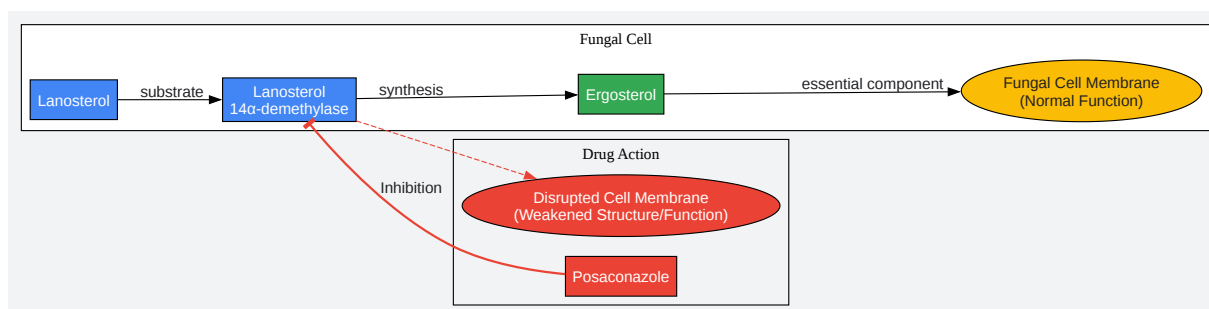 Fungal Cell
Lanosterol
substrate
Lanosterol
14α-demethylase
synthesis
Ergosterol
essential component
Fungal Cell Membrane
(Normal Function)
Drug Action
Inhibition
Disrupted Cell Membrane
(Weakened Structure/Function)
Posaconazole